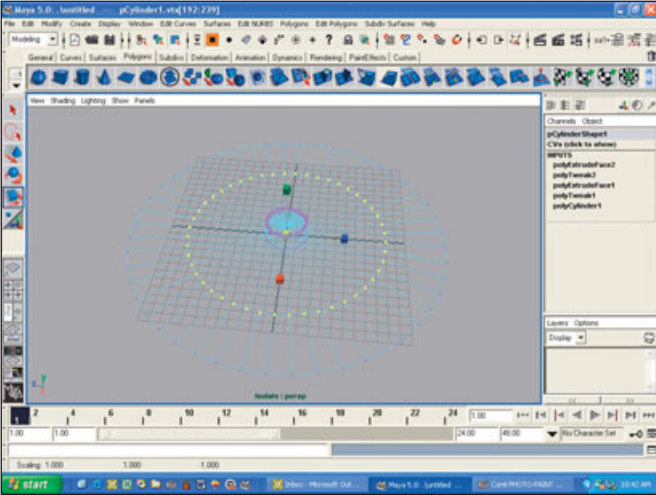 Maya 5.0: .\untitled --- pCylinder1.vtx[192:239]
File Edit Modify Create Display Window Edit Curves Surfaces Edit NURBS Polygons Edit Polygons Subdiv Surfaces Help
Modeling
General Curves Surfaces Polygons Subdivs Deformation Animation Dynamics Rendering PaintEffects Custom
View Shading Lighting Show Panels
Channels Object
pCylinderShape1
CVs (click to show)
INPUTS
polyExtrudeFace2
polyTweak2
polyExtrudeFace1
polyTweak1
polyCylinder1
Layers Options
Display
Isolate : persp
2 4 6 8 10 12 14 16 18 20 22 24 1.00
1.00 1.00 24.00 48.00 No Character Set
Scaling: 1.000 1.000 -1.000
start Inbox - Microsoft Out... Maya 5.0: .\untitled ... Corel PHOTO-PAINT ... 10:42 AM